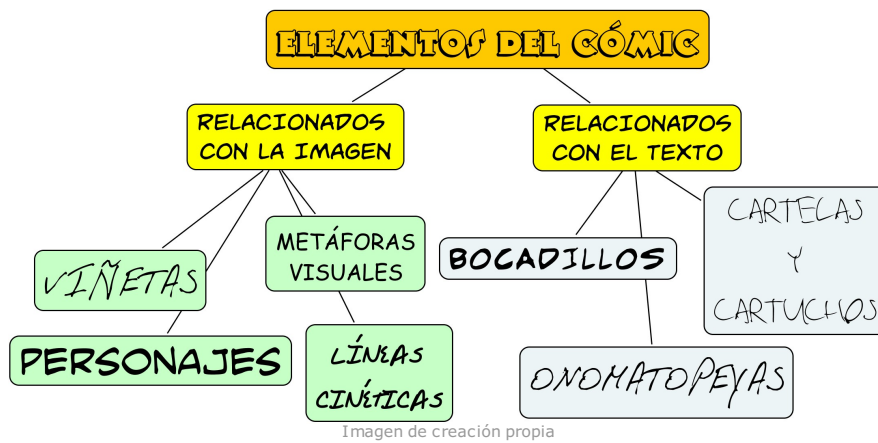 ELEMENTOS DEL CÓMIC
RELACIONADOS
CON LA IMAGEN
RELACIONADOS
CON EL TEXTO
VIÑETAS
METÁFORAS
VISUALES
PERSONAJES
LÍNEAS
CINÉTICAS
BOCADILLOS
CARTELAS
Y
CARTUCHOS
ONOMATOPEYAS
Imagen de creación propia